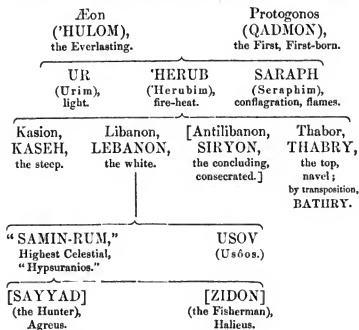 Æon
('HULOM),
the Everlasting.
Protogonos
(QADMON),
the First, First-born.
UR
(Urim),
light.
'HERUB
('Herubim),
fire-heat.
SARAPH
(Seraphim),
conflagration, flames.
Kasion,
KASEH,
the steep.
Libanon,
LEBANON,
the white.
[Antilibanon,
SIRYON,
the concluding,
consecrated.]
Thabor,
THABRY,
the top,
navel;
by transposition,
BATHRY.
"SAMIN-RUM,"
Highest Celestial,
"Hypsuranios."
USOV
(Usôos.)
[SAYYAD]
(the Hunter),
Agreus.
[ZIDON]
(the Fisherman),
Halieus.